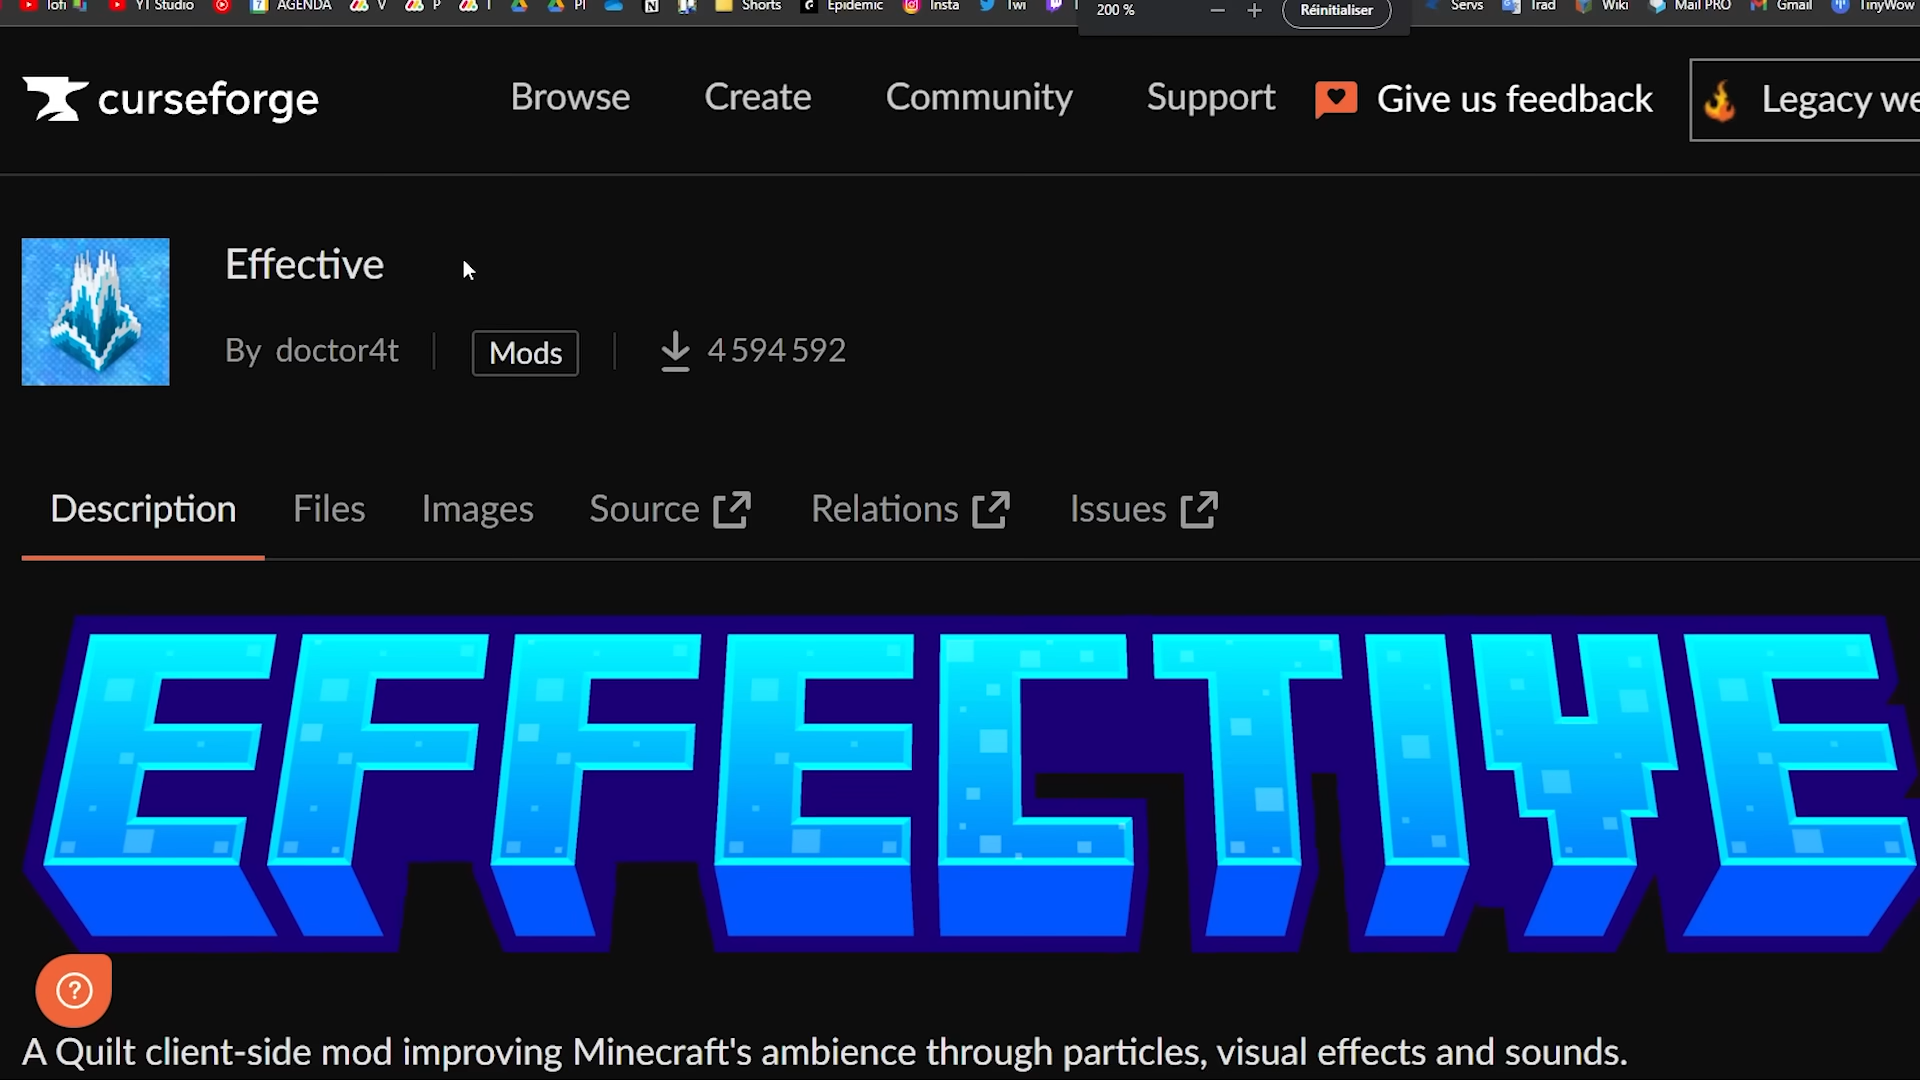 lofi YT Studio AGENDA V P T PI Shorts Epidemic Insta Twi Servs Trad Wiki Mail PRO Gmail TinyWow
200 % − + Réinitialiser
curseforge Browse Create Community Support Give us feedback Legacy we
Effective
By doctor4t Mods 4 594 592
Description Files Images Source Relations Issues
EFFECTIVE
?
A Quilt client-side mod improving Minecraft's ambience through particles, visual effects and sounds.